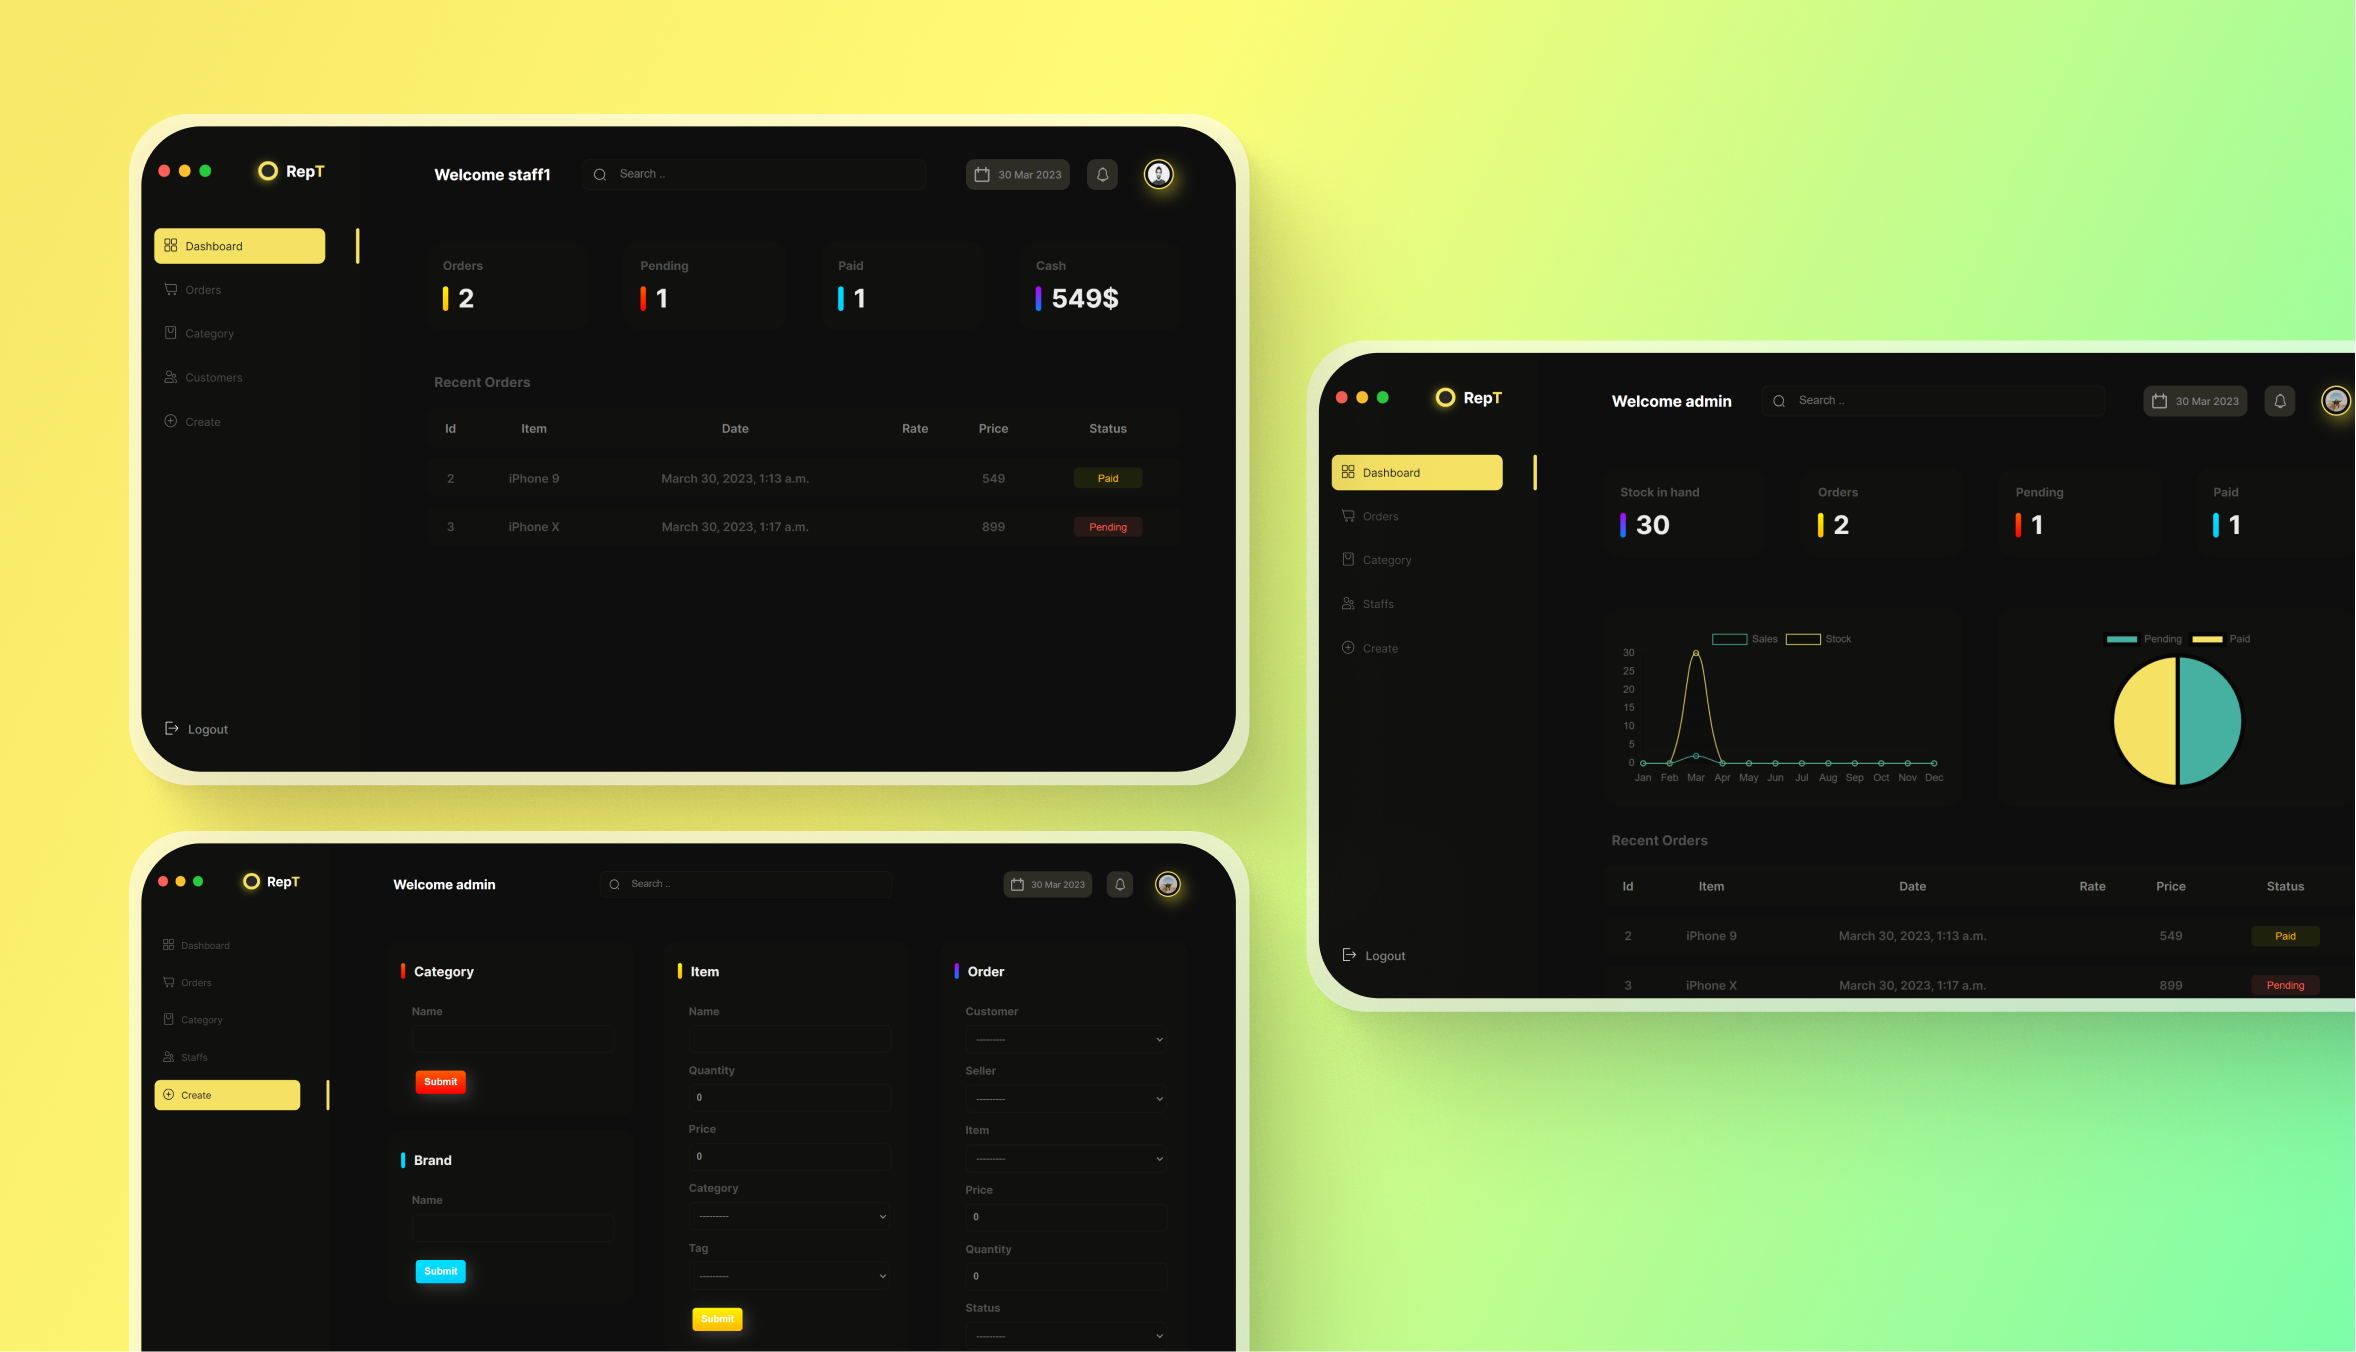 RepT
Welcome staff1
Search ..
30 Mar 2023
Dashboard
Orders
Category
Customers
Create
Logout
Orders
2
Pending
1
Paid
1
Cash
549$
Recent Orders
Id Item Date Rate Price Status
2 iPhone 9 March 30, 2023, 1:13 a.m. 549 Paid
3 iPhone X March 30, 2023, 1:17 a.m. 899 Pending
RepT
Welcome admin
Search ..
30 Mar 2023
Dashboard
Orders
Category
Staffs
Create
Logout
Stock in hand
30
Orders
2
Pending
1
Paid
1
Sales Stock
30
25
20
15
10
5
0
Jan Feb Mar Apr May Jun Jul Aug Sep Oct Nov Dec
Pending Paid
Recent Orders
Id Item Date Rate Price Status
2 iPhone 9 March 30, 2023, 1:13 a.m. 549 Paid
3 iPhone X March 30, 2023, 1:17 a.m. 899 Pending
RepT
Welcome admin
Search ..
30 Mar 2023
Dashboard
Orders
Category
Staffs
Create
Category
Name
Submit
Brand
Name
Submit
Item
Name
Quantity
0
Price
0
Category
---------
Tag
---------
Submit
Order
Customer
---------
Seller
---------
Item
---------
Price
0
Quantity
0
Status
---------